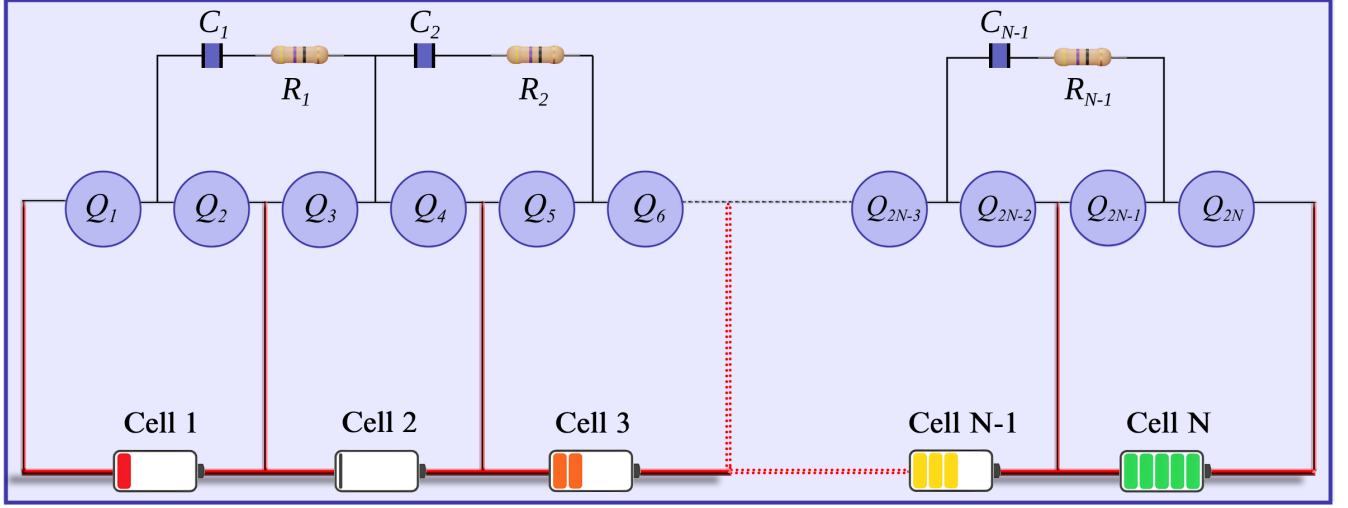 C1 C2 CN-1
R1 R2 RN-1
Q1 Q2 Q3 Q4 Q5 Q6 Q2N-3 Q2N-2 Q2N-1 Q2N
Cell 1 Cell 2 Cell 3 Cell N-1 Cell N